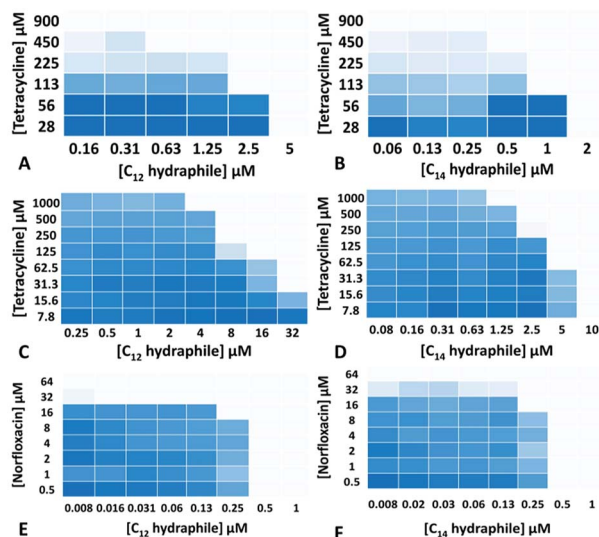 [Tetracycline] µM
900
450
225
113
56
28
0.16 0.31 0.63 1.25 2.5 5
A
[C12 hydraphile] µM
[Tetracycline] µM
900
450
225
113
56
28
0.06 0.13 0.25 0.5 1 2
B
[C14 hydraphile] µM
[Tetracycline] µM
1000
500
250
125
62.5
31.3
15.6
7.8
0.25 0.5 1 2 4 8 16 32
C
[C12 hydraphile] µM
[Tetracycline] µM
1000
500
250
125
62.5
31.3
15.6
7.8
0.08 0.16 0.31 0.63 1.25 2.5 5 10
D
[C14 hydraphile] µM
[Norfloxacin] µM
64
32
16
8
4
2
1
0.5
0.008 0.016 0.031 0.06 0.13 0.25 0.5 1
E
[C12 hydraphile] µM
[Norfloxacin] µM
64
32
16
8
4
2
1
0.5
0.008 0.02 0.03 0.06 0.13 0.25 0.5 1
F
[C14 hydraphile] µM